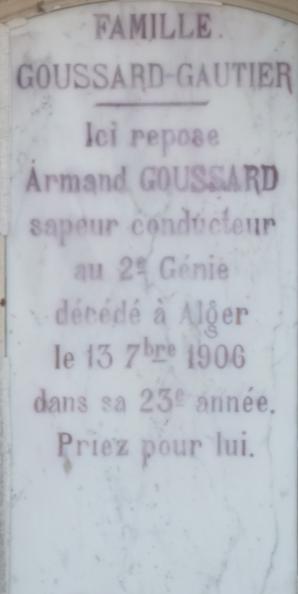 FAMILLE.
GOUSSARD-GAUTIER
Ici repose
Armand GOUSSARD
sapeur conducteur
au 2e Génie
décédé à Alger
le 13 7bre 1906
dans sa 23e année.
Priez pour lui.